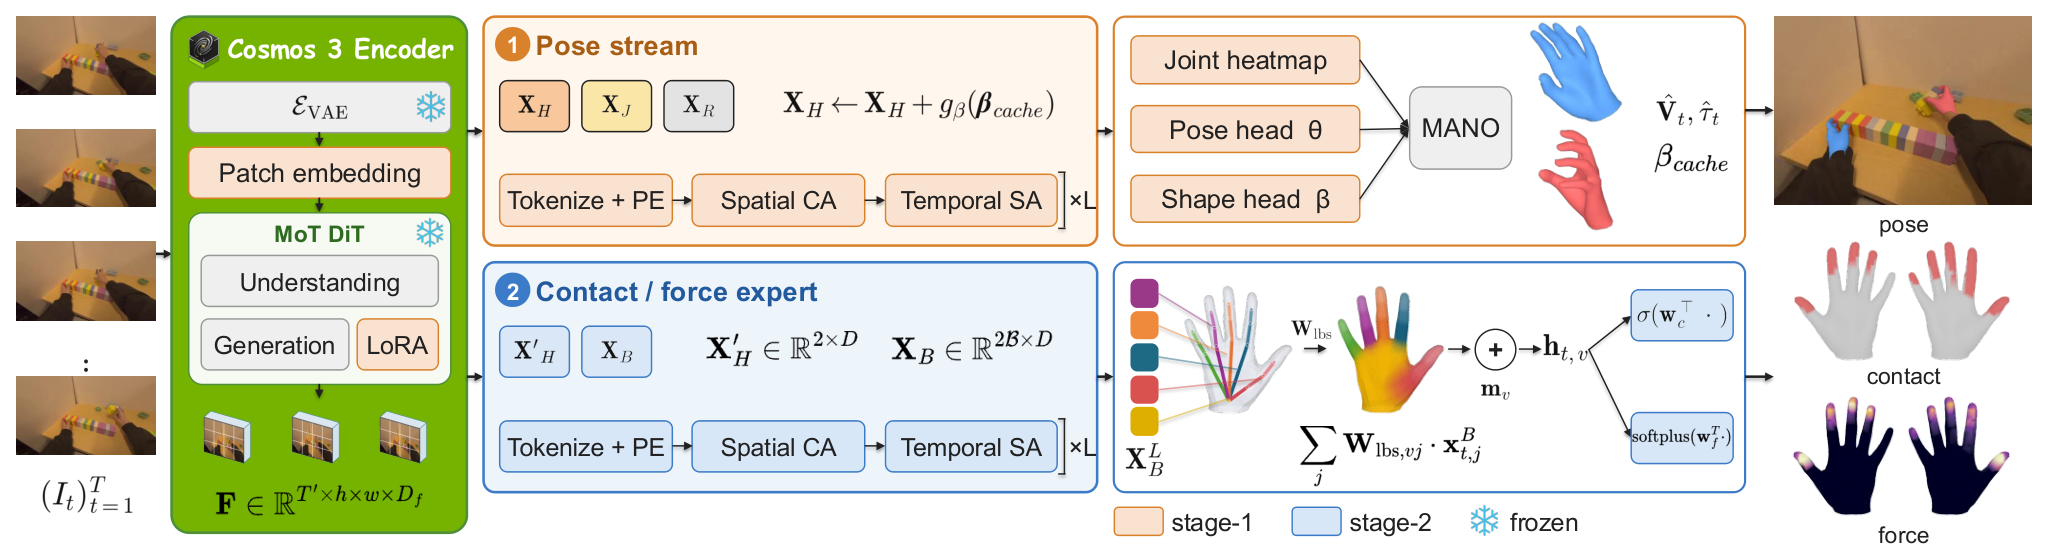 (I_t)_{t=1}^T
Cosmos 3 Encoder
ℰ_VAE
Patch embedding
MoT DiT
Understanding
Generation
LoRA
F ∈ ℝ^{T′×h×w×D_f}
1 Pose stream
X_H
X_J
X_R
X_H ← X_H + g_β(β_cache)
Tokenize + PE
Spatial CA
Temporal SA
×L
2 Contact / force expert
X′_H
X_B
X′_H ∈ ℝ^{2×D}
X_B ∈ ℝ^{2ℬ×D}
Tokenize + PE
Spatial CA
Temporal SA
×L
Joint heatmap
Pose head θ
Shape head β
MANO
V̂_t, τ̂_t
β_cache
X_B^L
W_lbs
∑_j W_{lbs,vj} · x_{t,j}^B
+
m_v
h_{t,v}
σ(w_c^⊤ ·)
softplus(w_f^T·)
pose
contact
force
stage-1
stage-2
frozen